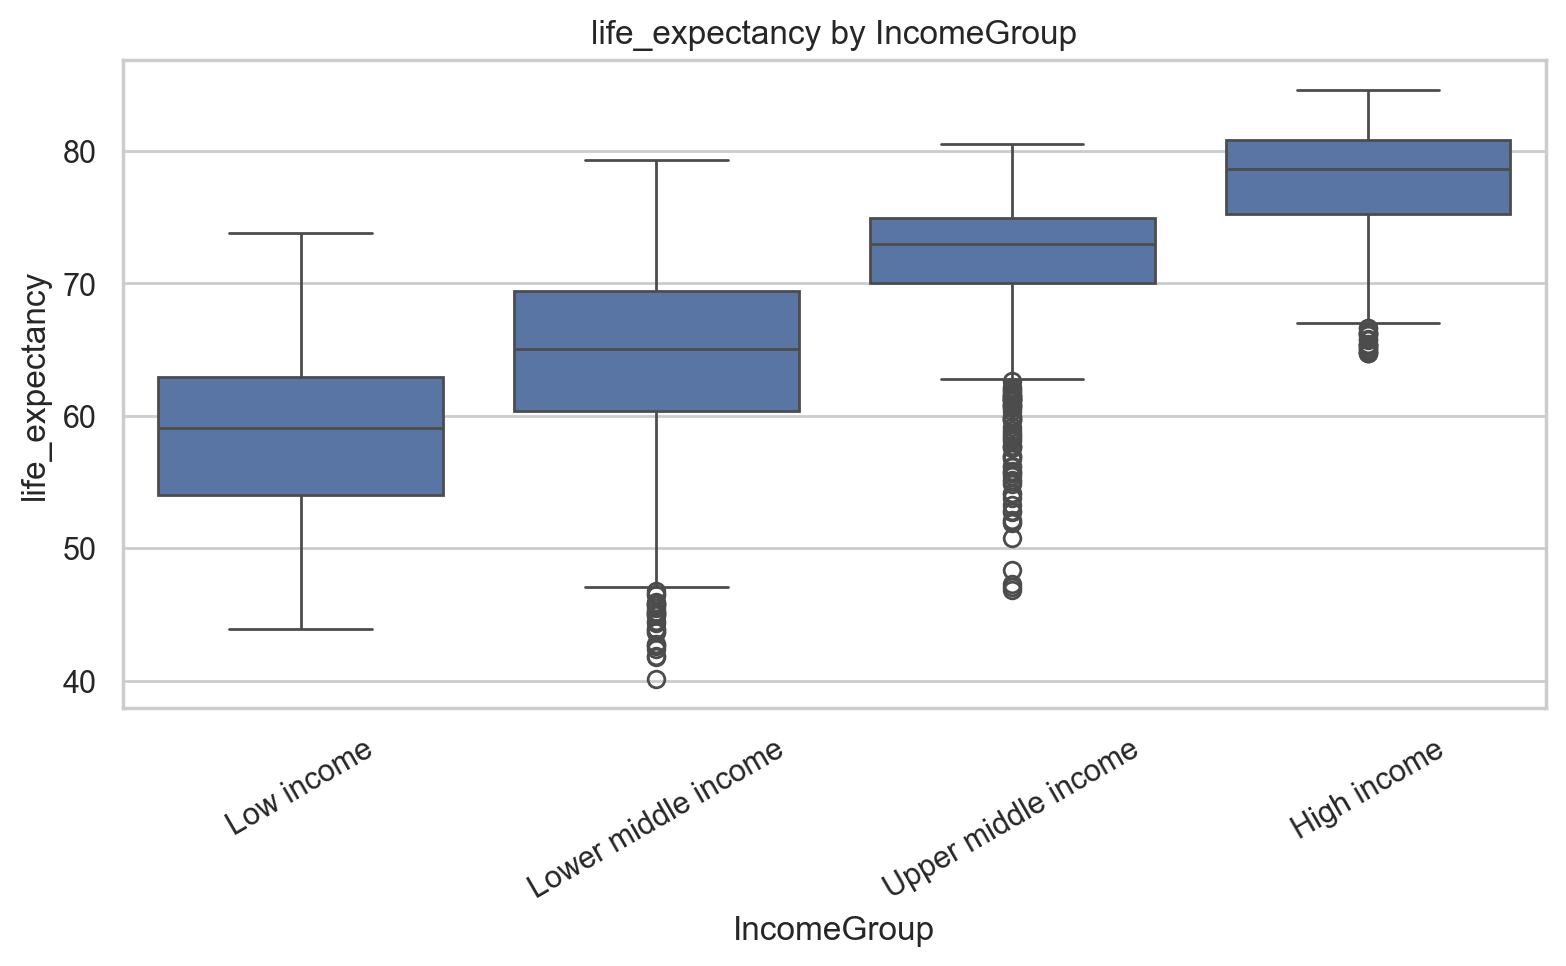 life_expectancy by IncomeGroup
life_expectancy
80
70
60
50
40
Low income
Lower middle income
Upper middle income
High income
IncomeGroup